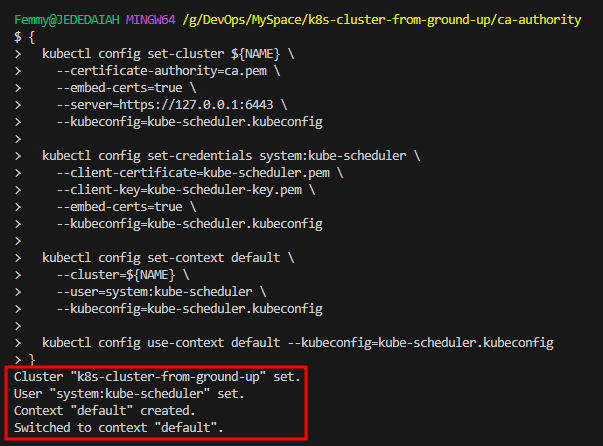 Femmy@JEDEDAIAH MINGW64 /g/DevOps/MySpace/k8s-cluster-from-ground-up/ca-authority
$ {
>   kubectl config set-cluster ${NAME} \
>     --certificate-authority=ca.pem \
>     --embed-certs=true \
>     --server=https://127.0.0.1:6443 \
>     --kubeconfig=kube-scheduler.kubeconfig
>
>   kubectl config set-credentials system:kube-scheduler \
>     --client-certificate=kube-scheduler.pem \
>     --client-key=kube-scheduler-key.pem \
>     --embed-certs=true \
>     --kubeconfig=kube-scheduler.kubeconfig
>
>   kubectl config set-context default \
>     --cluster=${NAME} \
>     --user=system:kube-scheduler \
>     --kubeconfig=kube-scheduler.kubeconfig
>
>   kubectl config use-context default --kubeconfig=kube-scheduler.kubeconfig
> }
Cluster "k8s-cluster-from-ground-up" set.
User "system:kube-scheduler" set.
Context "default" created.
Switched to context "default".